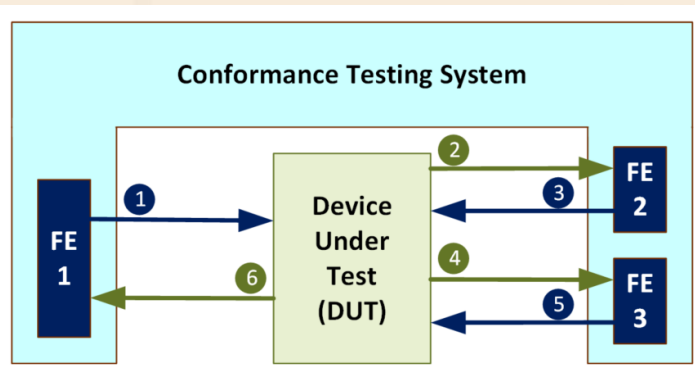 Conformance Testing System
FE
1
1
6
Device
Under
Test
(DUT)
2
3
FE
2
4
5
FE
3